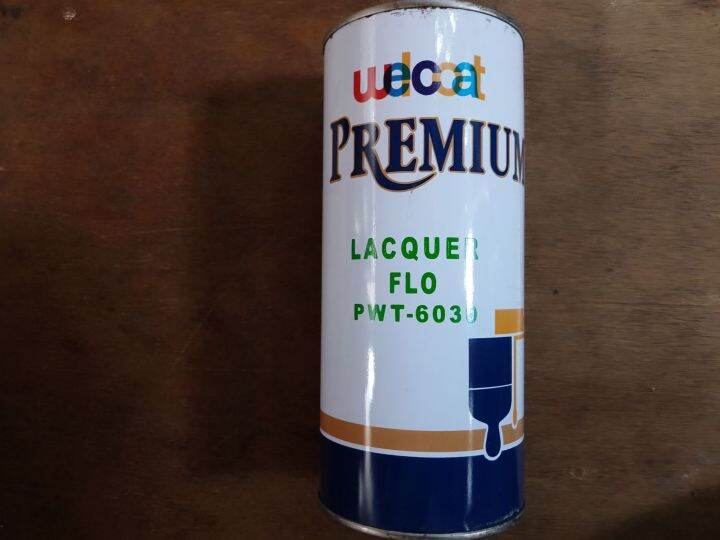 welcoat
PREMIUM
LACQUER
FLO
PWT-6030